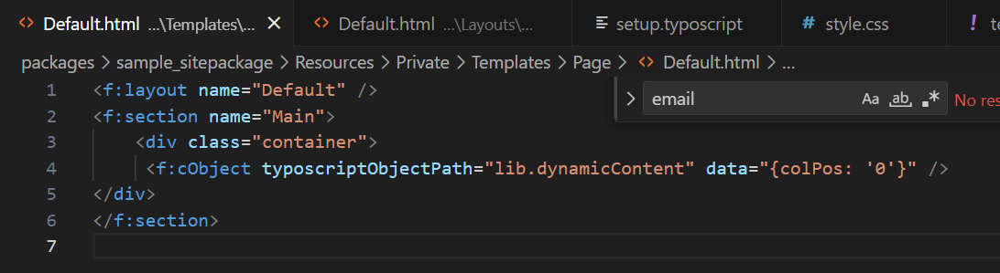 Default.html ...\Templates\... Default.html ...\Layouts\... setup.typoscript # style.css ! te
packages > sample_sitepackage > Resources > Private > Templates > Page > Default.html > ...
email Aa ab .* No res
1 <f:layout name="Default" />
2 <f:section name="Main">
3 <div class="container">
4 <f:cObject typoscriptObjectPath="lib.dynamicContent" data="{colPos: '0'}" />
5 </div>
6 </f:section>
7